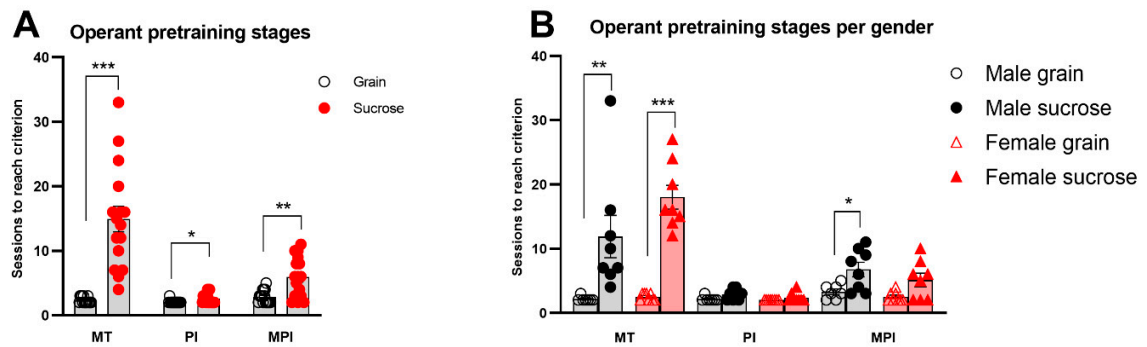 A
Operant pretraining stages
Sessions to reach criterion
40
30
20
10
0
***
*
**
MT
PI
MPI
Grain
Sucrose
B
Operant pretraining stages per gender
Sessions to reach criterion
40
30
20
10
0
**
***
*
MT
PI
MPI
Male grain
Male sucrose
Female grain
Female sucrose